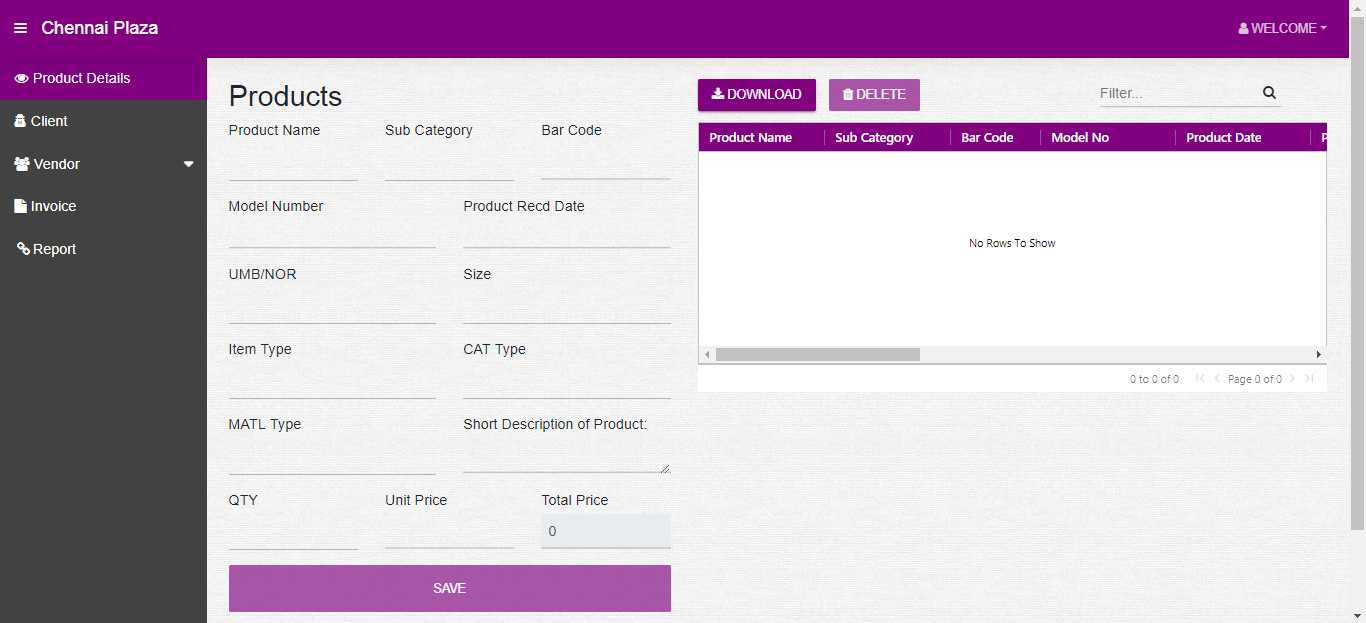 Chennai Plaza
WELCOME
Product Details
Client
Vendor
Invoice
Report
Products
Product Name Sub Category Bar Code
Model Number Product Recd Date
UMB/NOR Size
Item Type CAT Type
MATL Type Short Description of Product:
QTY Unit Price Total Price
0
SAVE
DOWNLOAD DELETE Filter...
Product Name Sub Category Bar Code Model No Product Date
No Rows To Show
0 to 0 of 0 Page 0 of 0